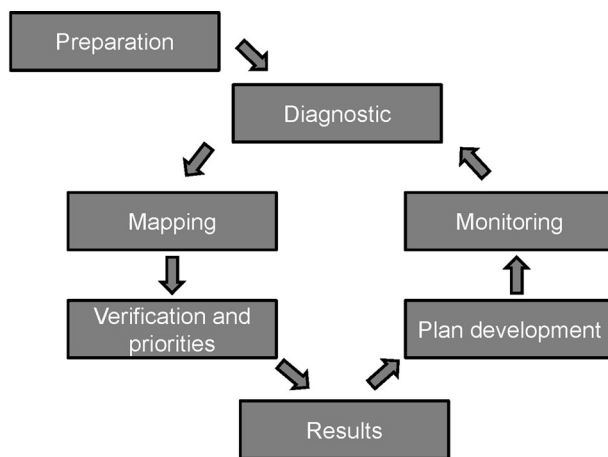 Preparation
Diagnostic
Mapping
Monitoring
Verification and
priorities
Plan development
Results